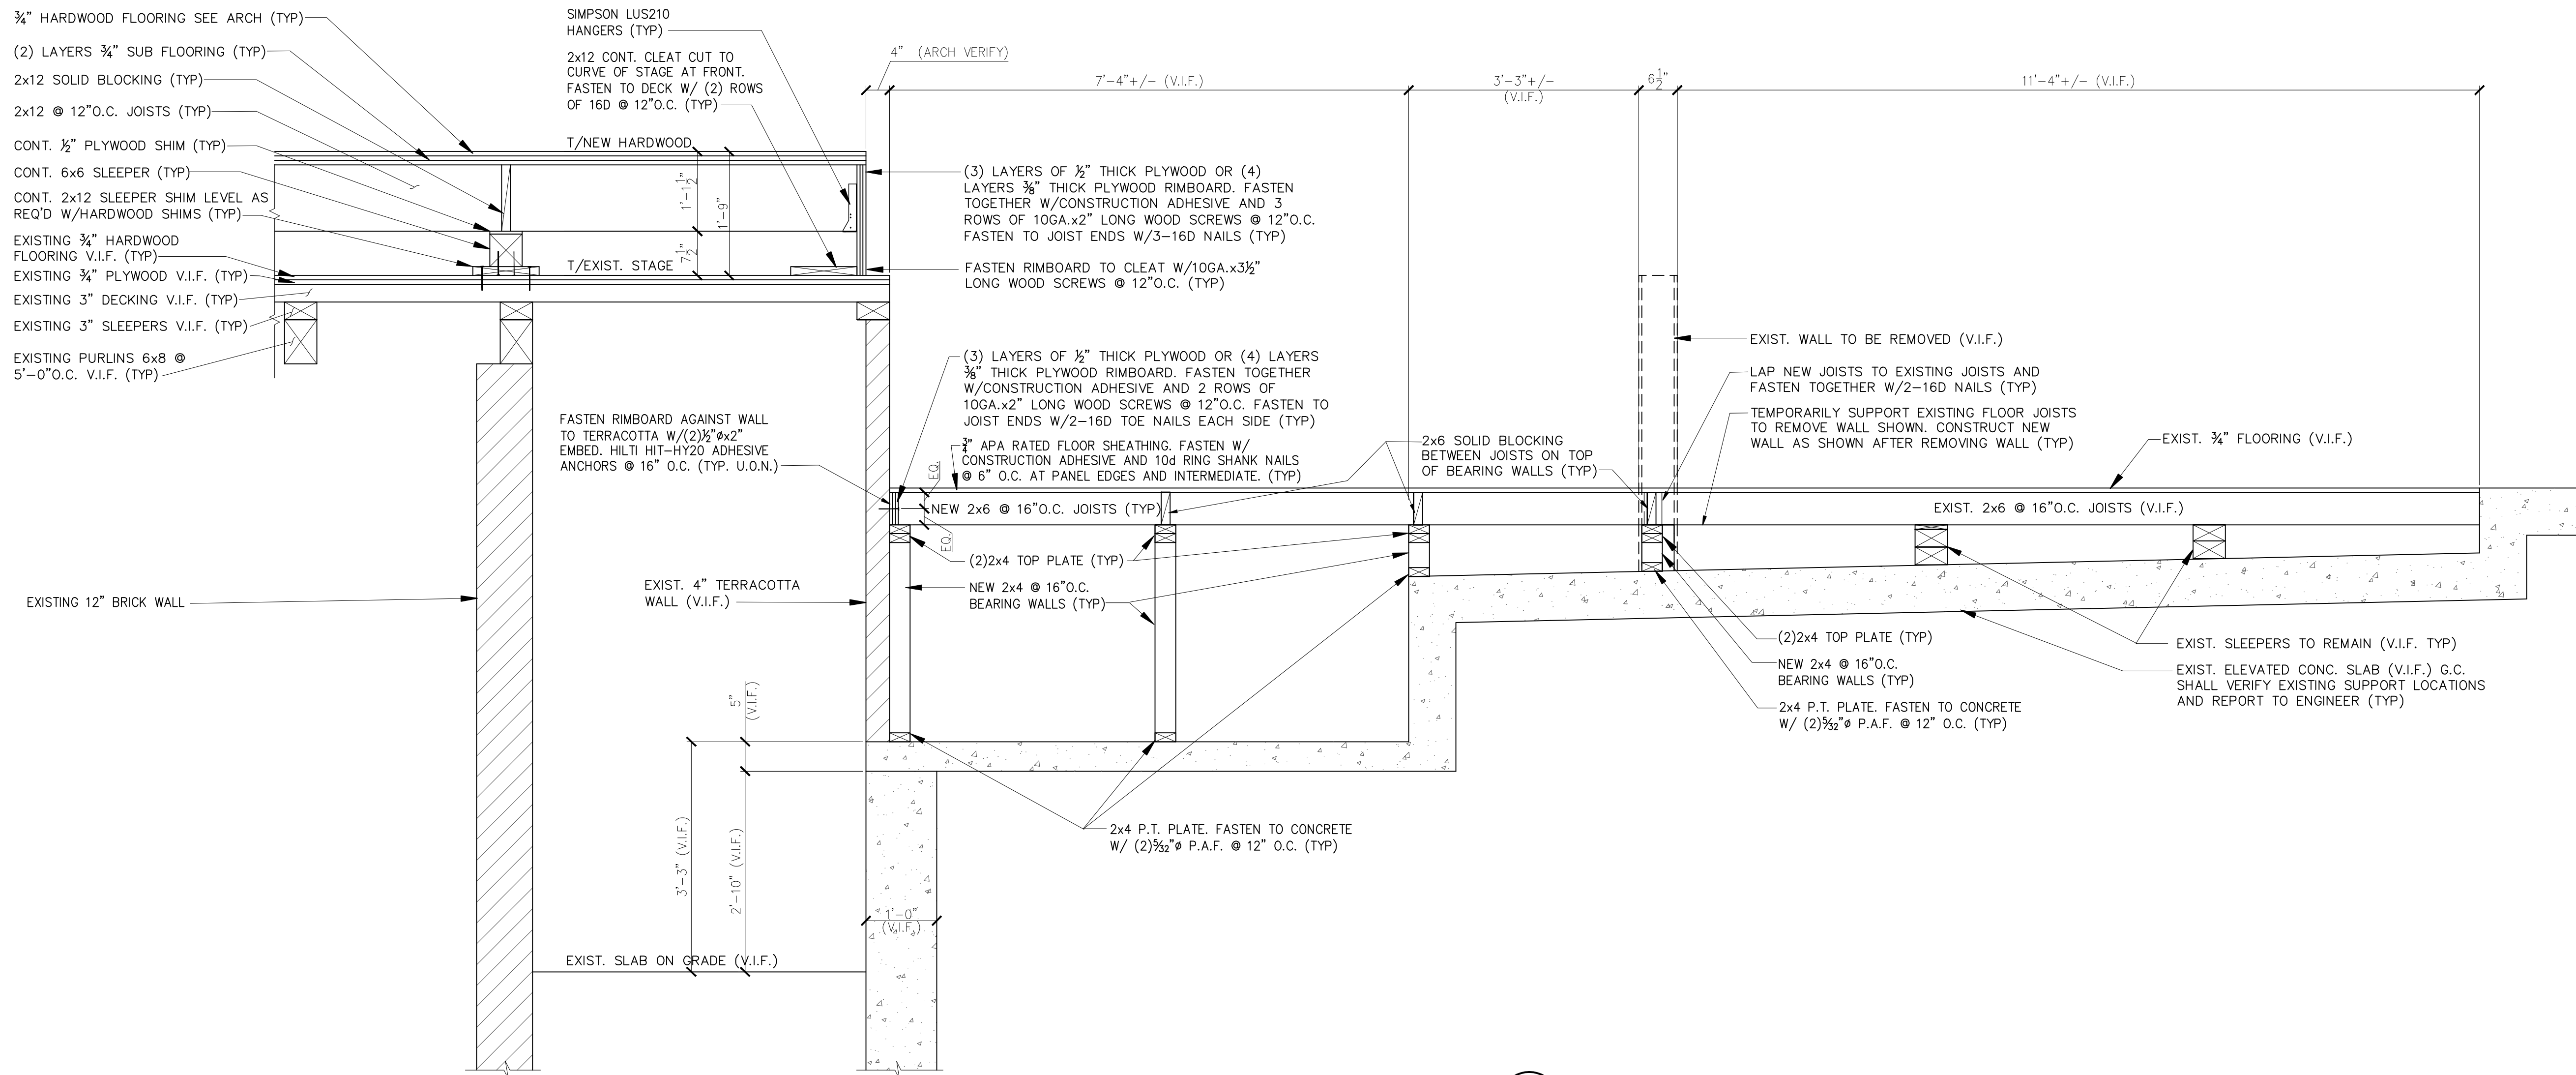 ¾" HARDWOOD FLOORING SEE ARCH (TYP)
(2) LAYERS ¾" SUB FLOORING (TYP)
2x12 SOLID BLOCKING (TYP)
2x12 @ 12"O.C. JOISTS (TYP)
CONT. ½" PLYWOOD SHIM (TYP)
CONT. 6x6 SLEEPER (TYP)
CONT. 2x12 SLEEPER SHIM LEVEL AS
REQ'D W/HARDWOOD SHIMS (TYP)
EXISTING ¾" HARDWOOD
FLOORING V.I.F. (TYP)
EXISTING ¾" PLYWOOD V.I.F. (TYP)
EXISTING 3" DECKING V.I.F. (TYP)
EXISTING 3" SLEEPERS V.I.F. (TYP)
EXISTING PURLINS 6x8 @
5'-0"O.C. V.I.F. (TYP)
EXISTING 12" BRICK WALL
SIMPSON LUS210
HANGERS (TYP)
2x12 CONT. CLEAT CUT TO
CURVE OF STAGE AT FRONT.
FASTEN TO DECK W/ (2) ROWS
OF 16D @ 12"O.C. (TYP)
T/NEW HARDWOOD
1'-1½"
1'-9"
7½"
T/EXIST. STAGE
4" (ARCH VERIFY)
7'-4"+/- (V.I.F.)
3'-3"+/-
(V.I.F.)
6½"
11'-4"+/- (V.I.F.)
(3) LAYERS OF ½" THICK PLYWOOD OR (4)
LAYERS ⅜" THICK PLYWOOD RIMBOARD. FASTEN
TOGETHER W/CONSTRUCTION ADHESIVE AND 3
ROWS OF 10GA.x2" LONG WOOD SCREWS @ 12"O.C.
FASTEN TO JOIST ENDS W/3-16D NAILS (TYP)
FASTEN RIMBOARD TO CLEAT W/10GA.x3½"
LONG WOOD SCREWS @ 12"O.C. (TYP)
(3) LAYERS OF ½" THICK PLYWOOD OR (4) LAYERS
⅜" THICK PLYWOOD RIMBOARD. FASTEN TOGETHER
W/CONSTRUCTION ADHESIVE AND 2 ROWS OF
10GA.x2" LONG WOOD SCREWS @ 12"O.C. FASTEN TO
JOIST ENDS W/2-16D TOE NAILS EACH SIDE (TYP)
¾" APA RATED FLOOR SHEATHING. FASTEN W/
CONSTRUCTION ADHESIVE AND 10d RING SHANK NAILS
@ 6" O.C. AT PANEL EDGES AND INTERMEDIATE. (TYP)
FASTEN RIMBOARD AGAINST WALL
TO TERRACOTTA W/(2)½"øx2"
EMBED. HILTI HIT-HY20 ADHESIVE
ANCHORS @ 16" O.C. (TYP. U.O.N.)
EQ.
EQ.
NEW 2x6 @ 16"O.C. JOISTS (TYP)
2x6 SOLID BLOCKING
BETWEEN JOISTS ON TOP
OF BEARING WALLS (TYP)
EXIST. WALL TO BE REMOVED (V.I.F.)
LAP NEW JOISTS TO EXISTING JOISTS AND
FASTEN TOGETHER W/2-16D NAILS (TYP)
TEMPORARILY SUPPORT EXISTING FLOOR JOISTS
TO REMOVE WALL SHOWN. CONSTRUCT NEW
WALL AS SHOWN AFTER REMOVING WALL (TYP)
EXIST. ¾" FLOORING (V.I.F.)
EXIST. 2x6 @ 16"O.C. JOISTS (V.I.F.)
(2)2x4 TOP PLATE (TYP)
EXIST. 4" TERRACOTTA
WALL (V.I.F.)
NEW 2x4 @ 16"O.C.
BEARING WALLS (TYP)
(2)2x4 TOP PLATE (TYP)
NEW 2x4 @ 16"O.C.
BEARING WALLS (TYP)
2x4 P.T. PLATE. FASTEN TO CONCRETE
W/ (2)5⁄32"ø P.A.F. @ 12" O.C. (TYP)
EXIST. SLEEPERS TO REMAIN (V.I.F. TYP)
EXIST. ELEVATED CONC. SLAB (V.I.F.) G.C.
SHALL VERIFY EXISTING SUPPORT LOCATIONS
AND REPORT TO ENGINEER (TYP)
5"
(V.I.F.)
3'-3" (V.I.F.)
2'-10" (V.I.F.)
2x4 P.T. PLATE. FASTEN TO CONCRETE
W/ (2)5⁄32"ø P.A.F. @ 12" O.C. (TYP)
1'-0"
(V.I.F.)
EXIST. SLAB ON GRADE (V.I.F.)